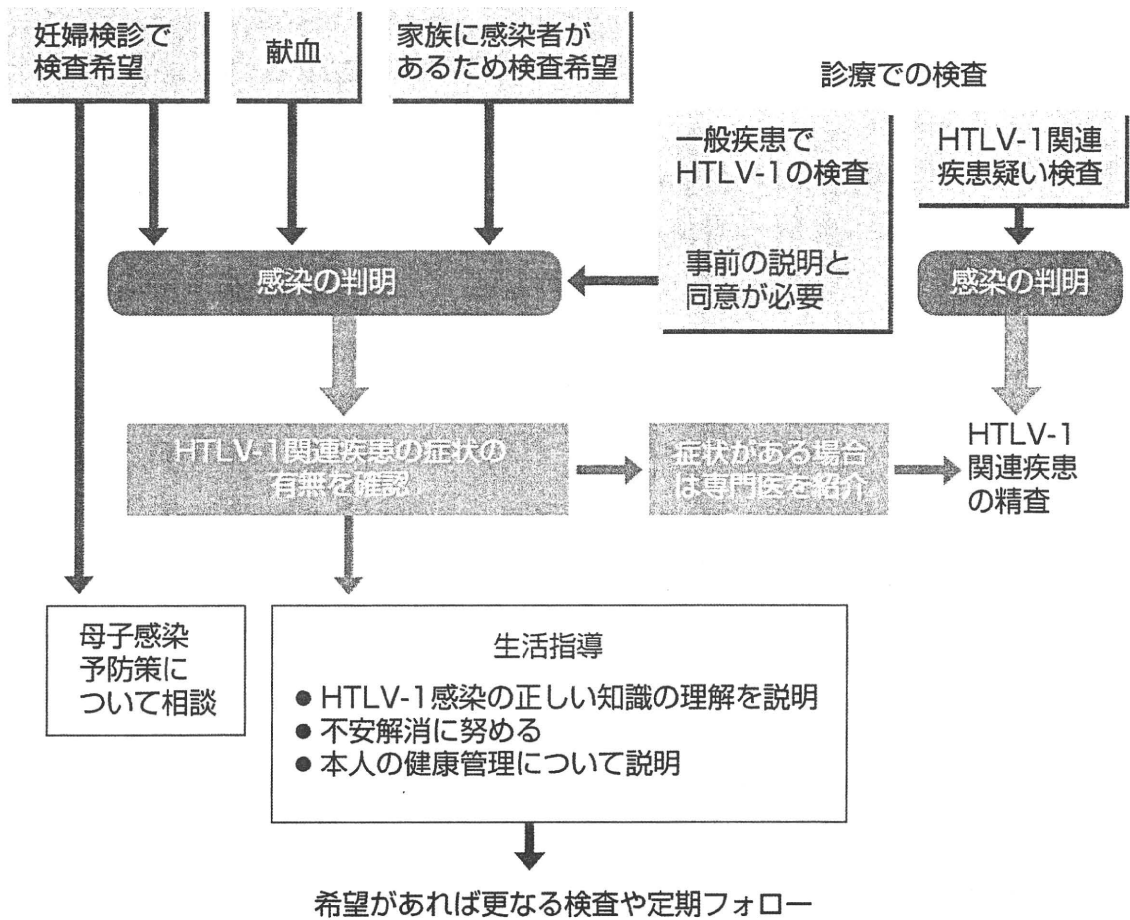 妊婦検診で
検査希望
献血
家族に感染者が
あるため検査希望
診療での検査
一般疾患で
HTLV-1の検査
事前の説明と
同意が必要
HTLV-1関連
疾患疑い検査
感染の判明
感染の判明
HTLV-1関連疾患の症状の
有無を確認
症状がある場合
は専門医を紹介
HTLV-1
関連疾患
の精査
母子感染
予防策に
ついて相談
生活指導
● HTLV-1感染の正しい知識の理解を説明
● 不安解消に努める
● 本人の健康管理について説明
希望があれば更なる検査や定期フォロー